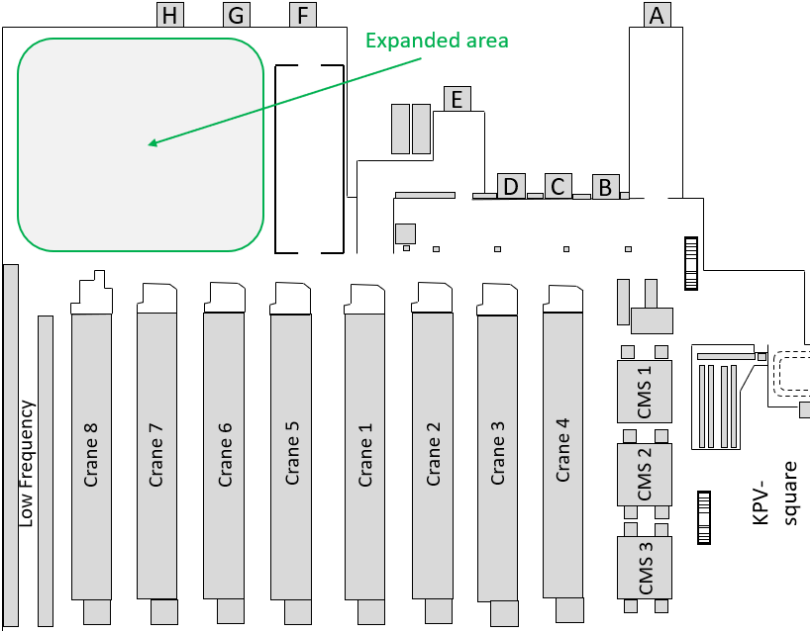 H
G
F
A
Expanded area
E
D
C
B
Low Frequency
Crane 8
Crane 7
Crane 6
Crane 5
Crane 1
Crane 2
Crane 3
Crane 4
CMS 1
CMS 2
CMS 3
KPV-
square